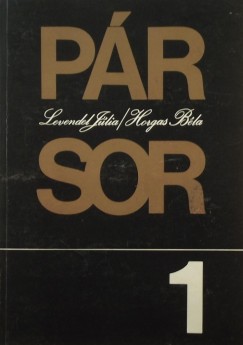 PÁR
Levendel Júlia/Horgas Béla
SOR
1